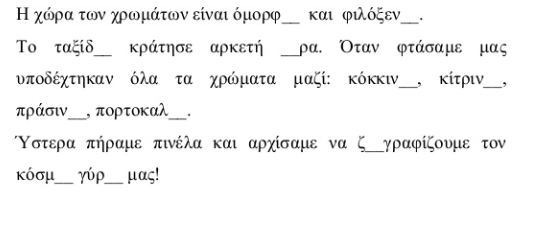 Η χώρα των χρωμάτων είναι όμορφ__ και φιλόξεν__.
Το ταξίδ__ κράτησε αρκετή __ρα. Όταν φτάσαμε μας
υποδέχτηκαν όλα τα χρώματα μαζί: κόκκιν__, κίτριν__,
πράσιν__, πορτοκαλ__.
Ύστερα πήραμε πινέλα και αρχίσαμε να ζ__γραφίζουμε τον
κόσμ__ γύρ__ μας!